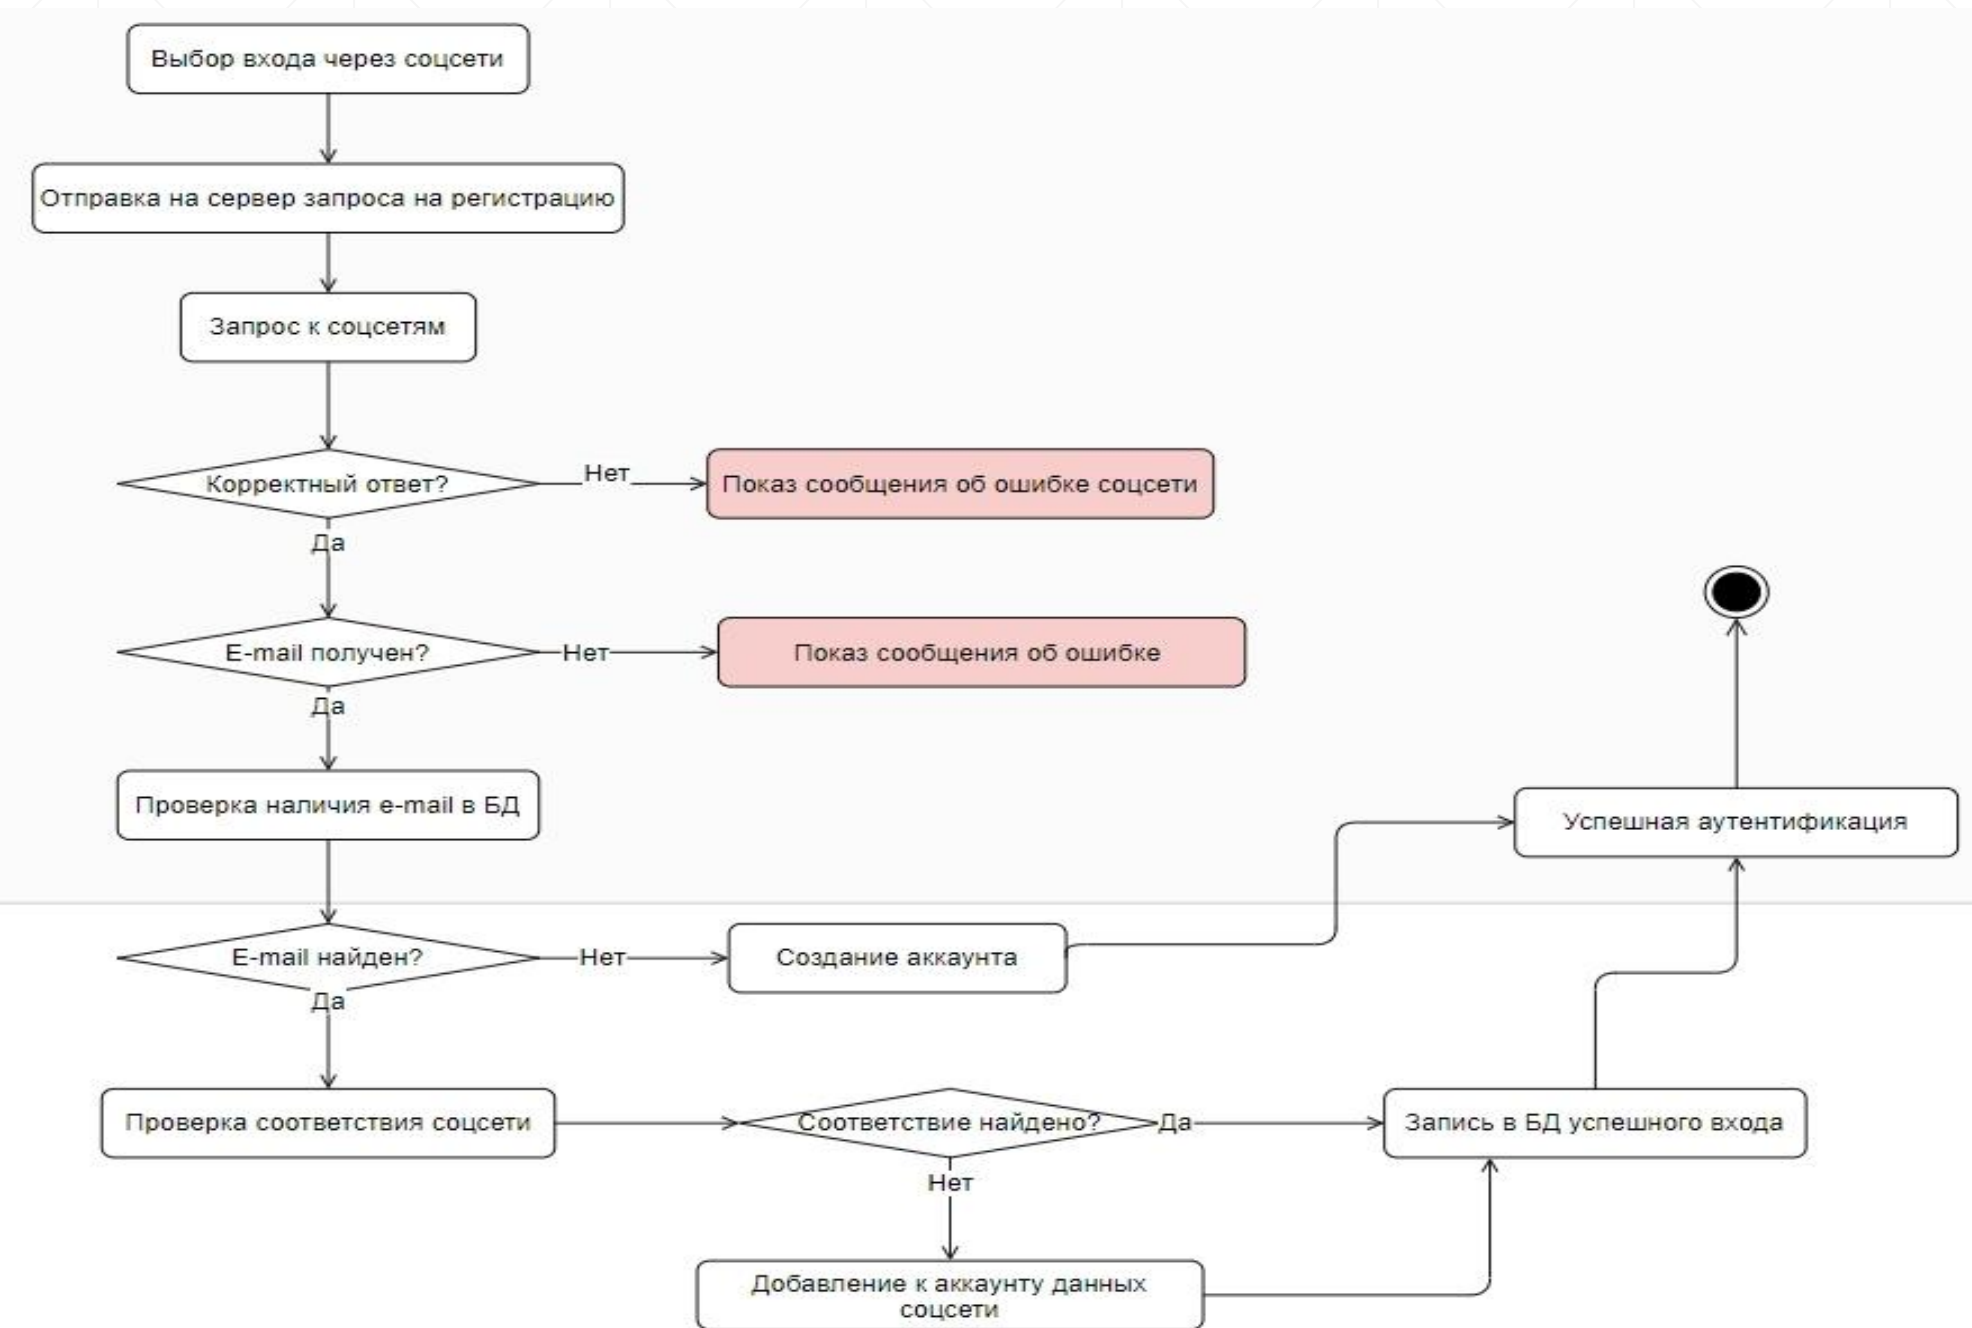 Выбор входа через соцсети
Отправка на сервер запроса на регистрацию
Запрос к соцсетям
Корректный ответ?
Нет
Показ сообщения об ошибке соцсети
Да
E-mail получен?
Нет
Показ сообщения об ошибке
Да
Проверка наличия e-mail в БД
Успешная аутентификация
E-mail найден?
Нет
Создание аккаунта
Да
Проверка соответствия соцсети
Соответствие найдено?
Да
Запись в БД успешного входа
Нет
Добавление к аккаунту данных
соцсети